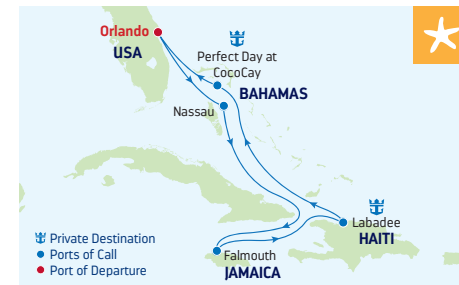 Orlando
USA
Perfect Day at
CocoCay
BAHAMAS
Nassau
Labadee
HAITI
Falmouth
JAMAICA
Private Destination
Ports of Call
Port of Departure